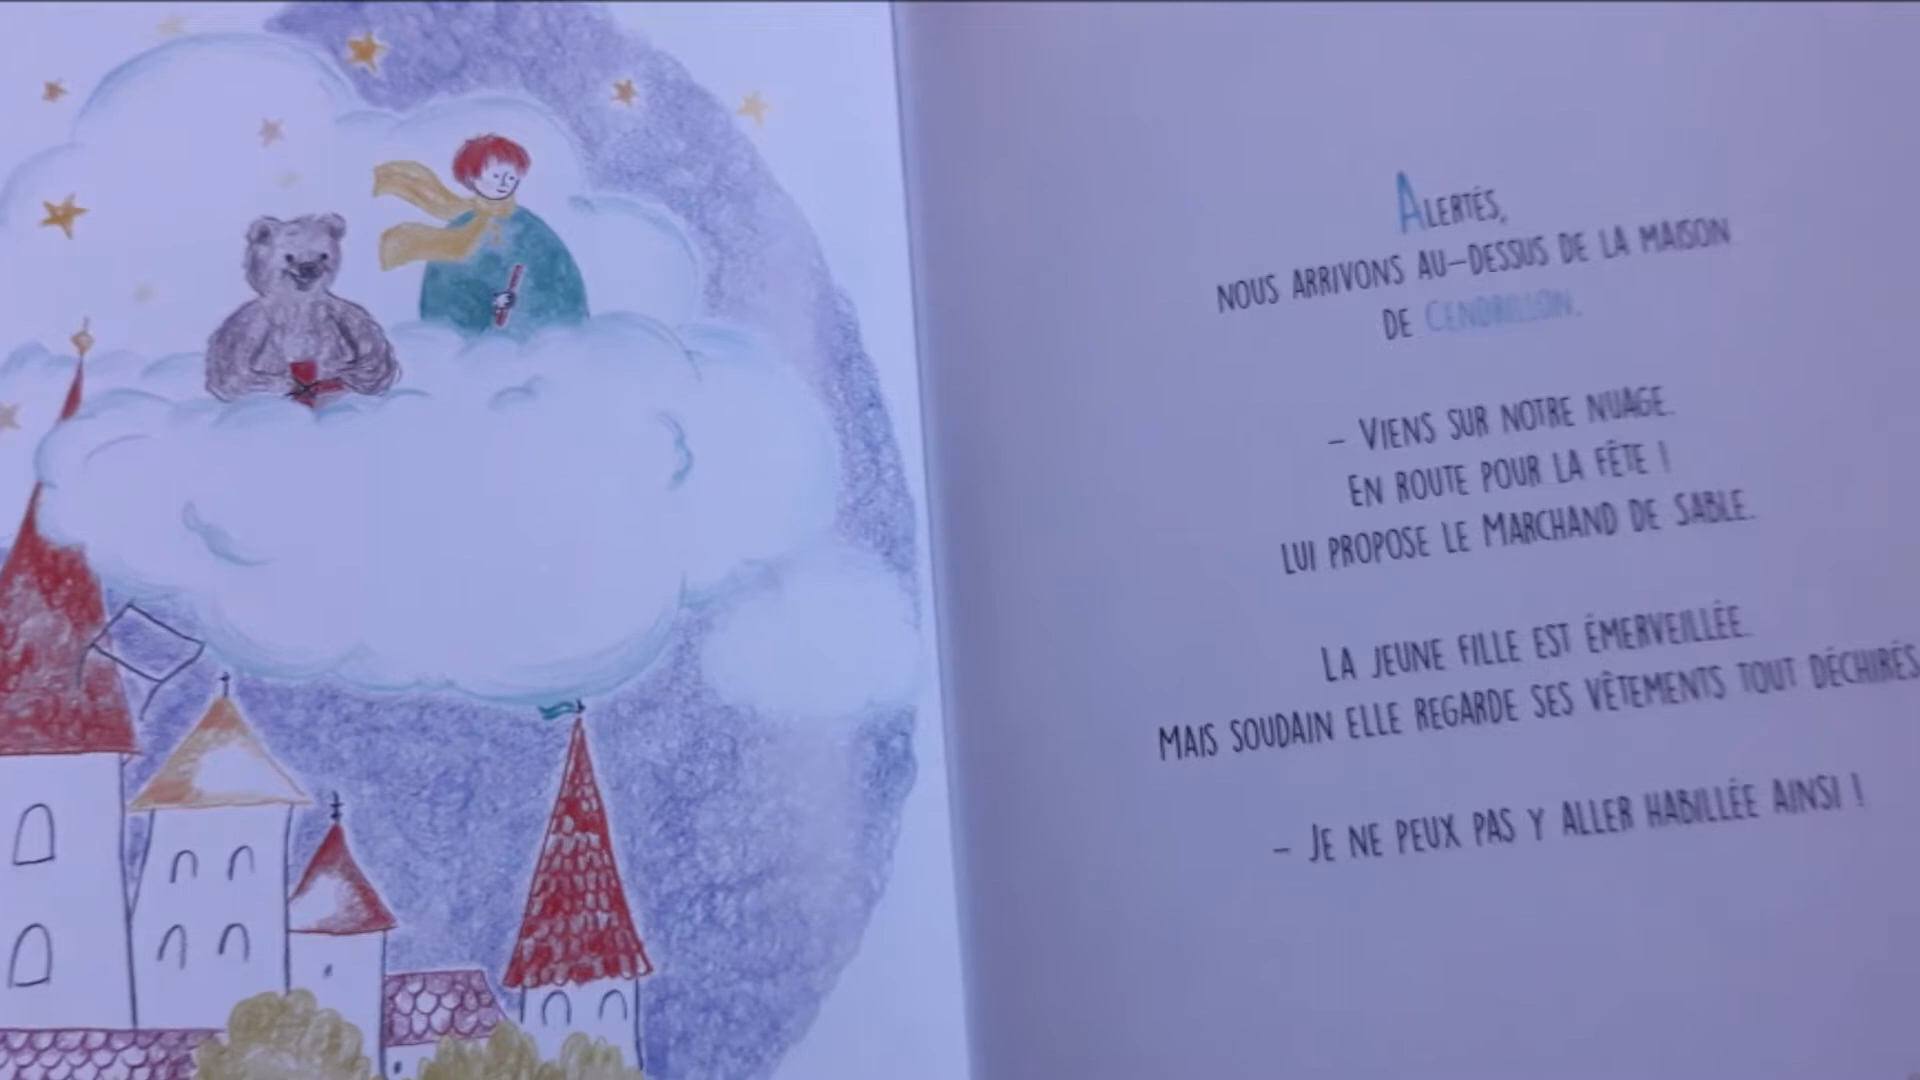 Alertés,
nous arrivons au-dessus de la maison
de Cendrillon.
– Viens sur notre nuage.
En route pour la fête !
lui propose le Marchand de Sable.
La jeune fille est émerveillée.
Mais soudain elle regarde ses vêtements tout déchirés
– Je ne peux pas y aller habillée ainsi !